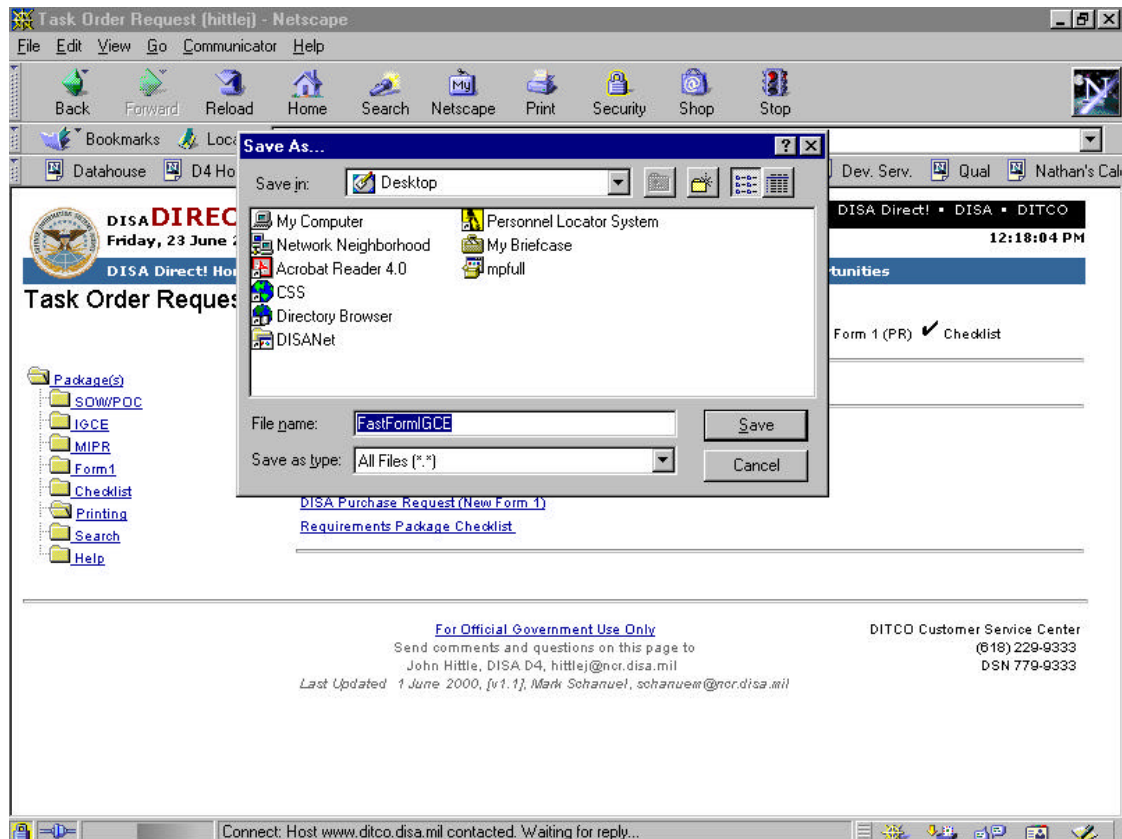 Task Order Request (hittlej) - Netscape
File Edit View Go Communicator Help
Back Forward Reload Home Search My Netscape Print Security Shop Stop
Bookmarks Loca
Datahouse D4 Ho Dev. Serv. Qual Nathan's Cal
Save As...
Save in: Desktop
My Computer Personnel Locator System
Network Neighborhood My Briefcase
Acrobat Reader 4.0 mpfull
CSS
Directory Browser
DISANet
File name: FastFormIGCE Save
Save as type: All Files (*.*) Cancel
DISA DIREC DISA Direct! ▪ DISA ▪ DITCO
Friday, 23 June 12:18:04 PM
DISA Direct! Ho tunities
Task Order Reques
Form 1 (PR) ✔ Checklist
Package(s)
SOW/POC
IGCE
MIPR
Form1
Checklist
Printing
Search
Help
DISA Purchase Request (New Form 1)
Requirements Package Checklist
For Official Government Use Only
Send comments and questions on this page to
John Hittle, DISA D4, hittlej@ncr.disa.mil
Last Updated 1 June 2000, [v1.1], Mark Schanuel, schanuem@ncr.disa.mil
DITCO Customer Service Center
(618) 229-9333
DSN 779-9333
Connect: Host www.ditco.disa.mil contacted. Waiting for reply...